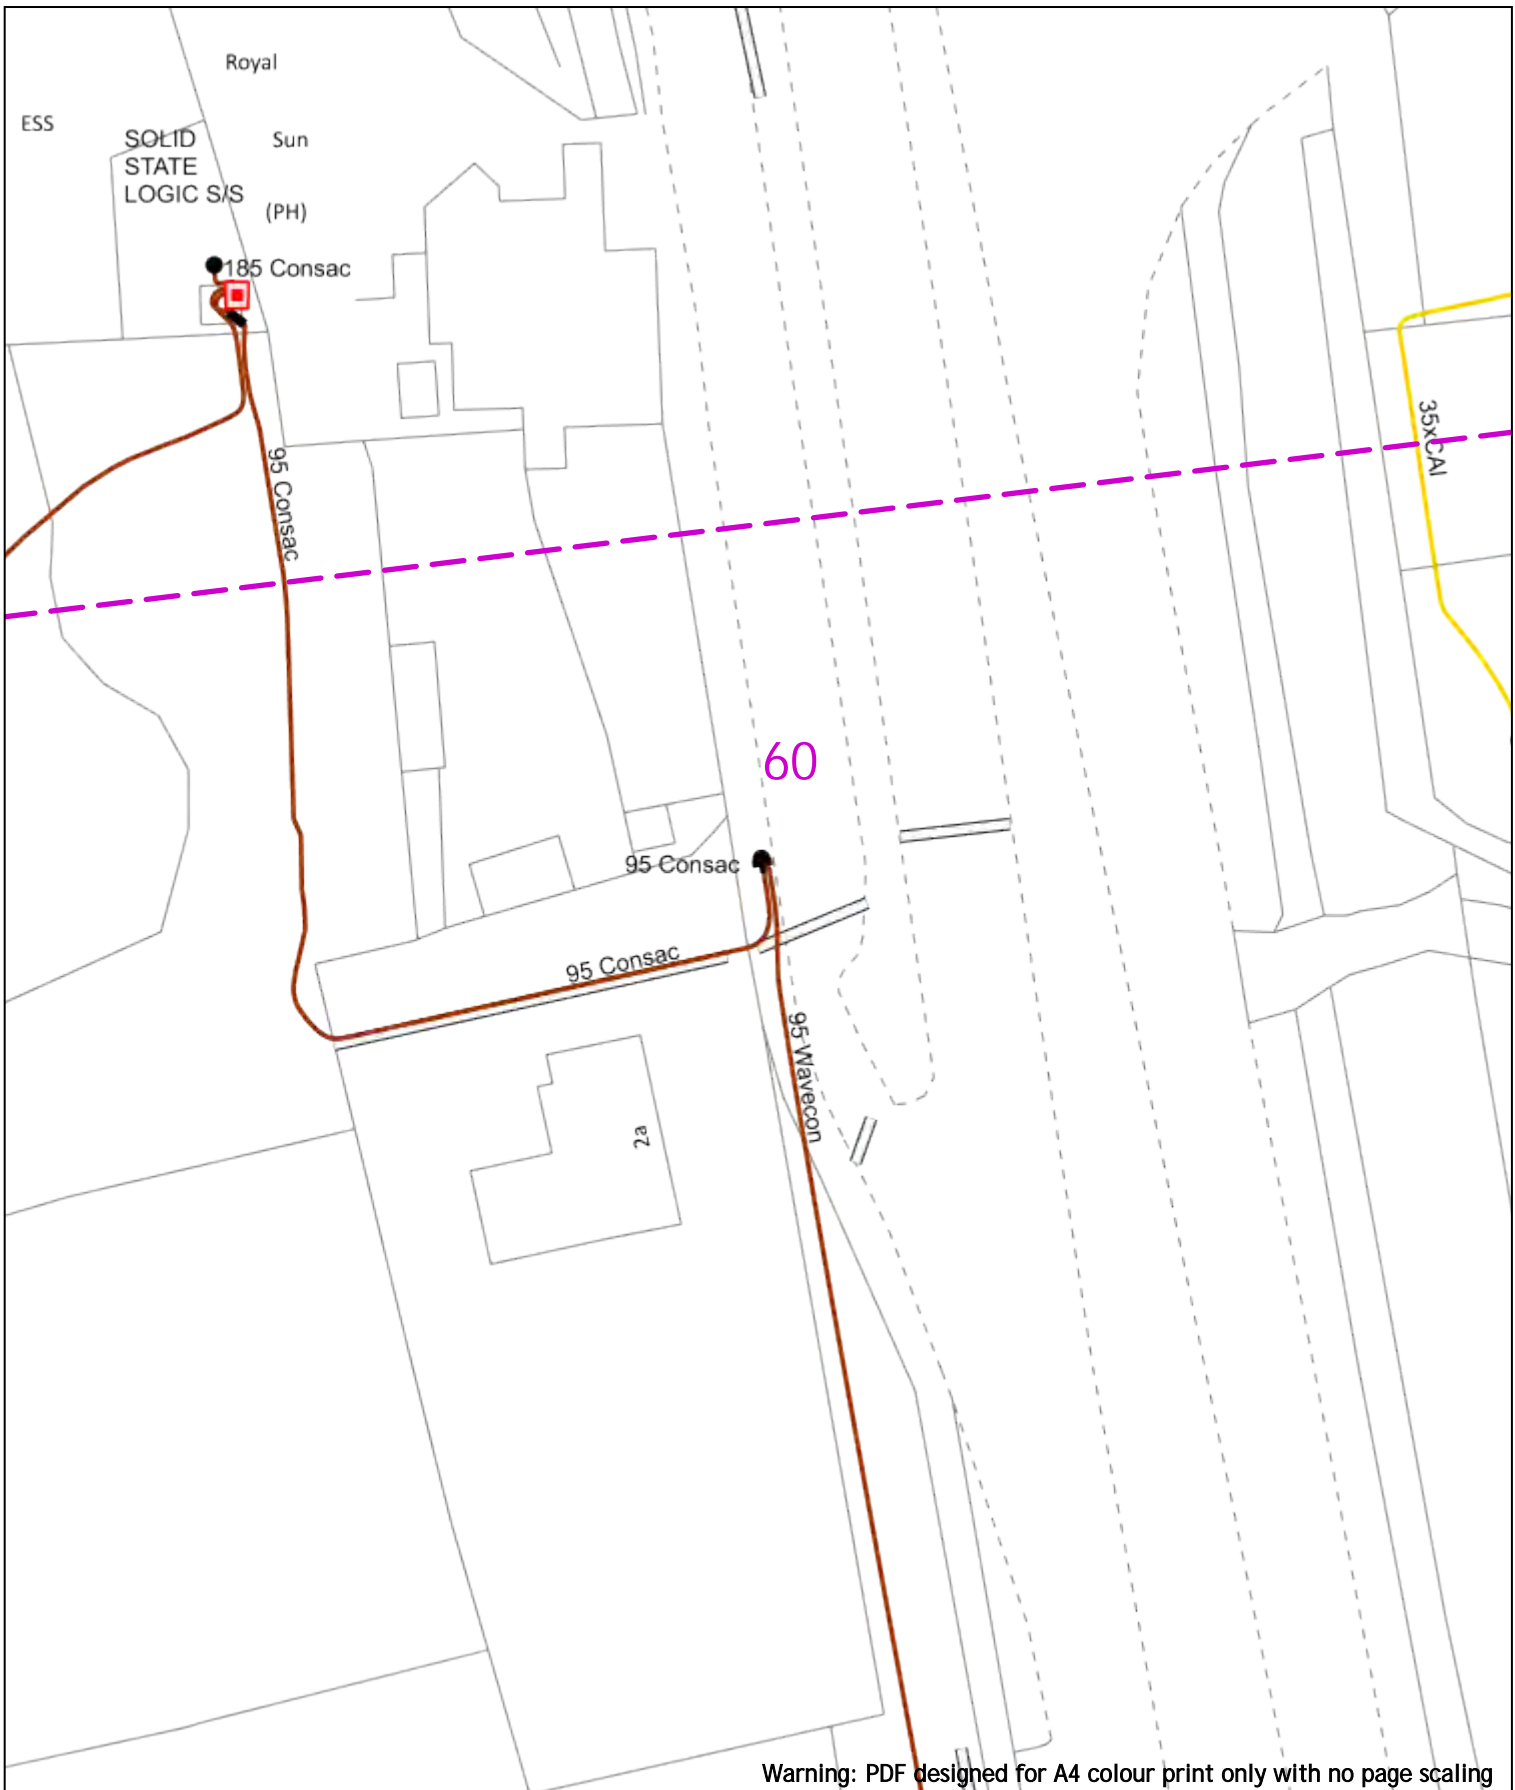 Royal
ESS
SOLID
STATE
LOGIC S/S
Sun
(PH)
185 Consac
35xCAI
95 Consac
60
95 Consac
95 Consac
95 Wavecon
2a
Warning: PDF designed for A4 colour print only with no page scaling